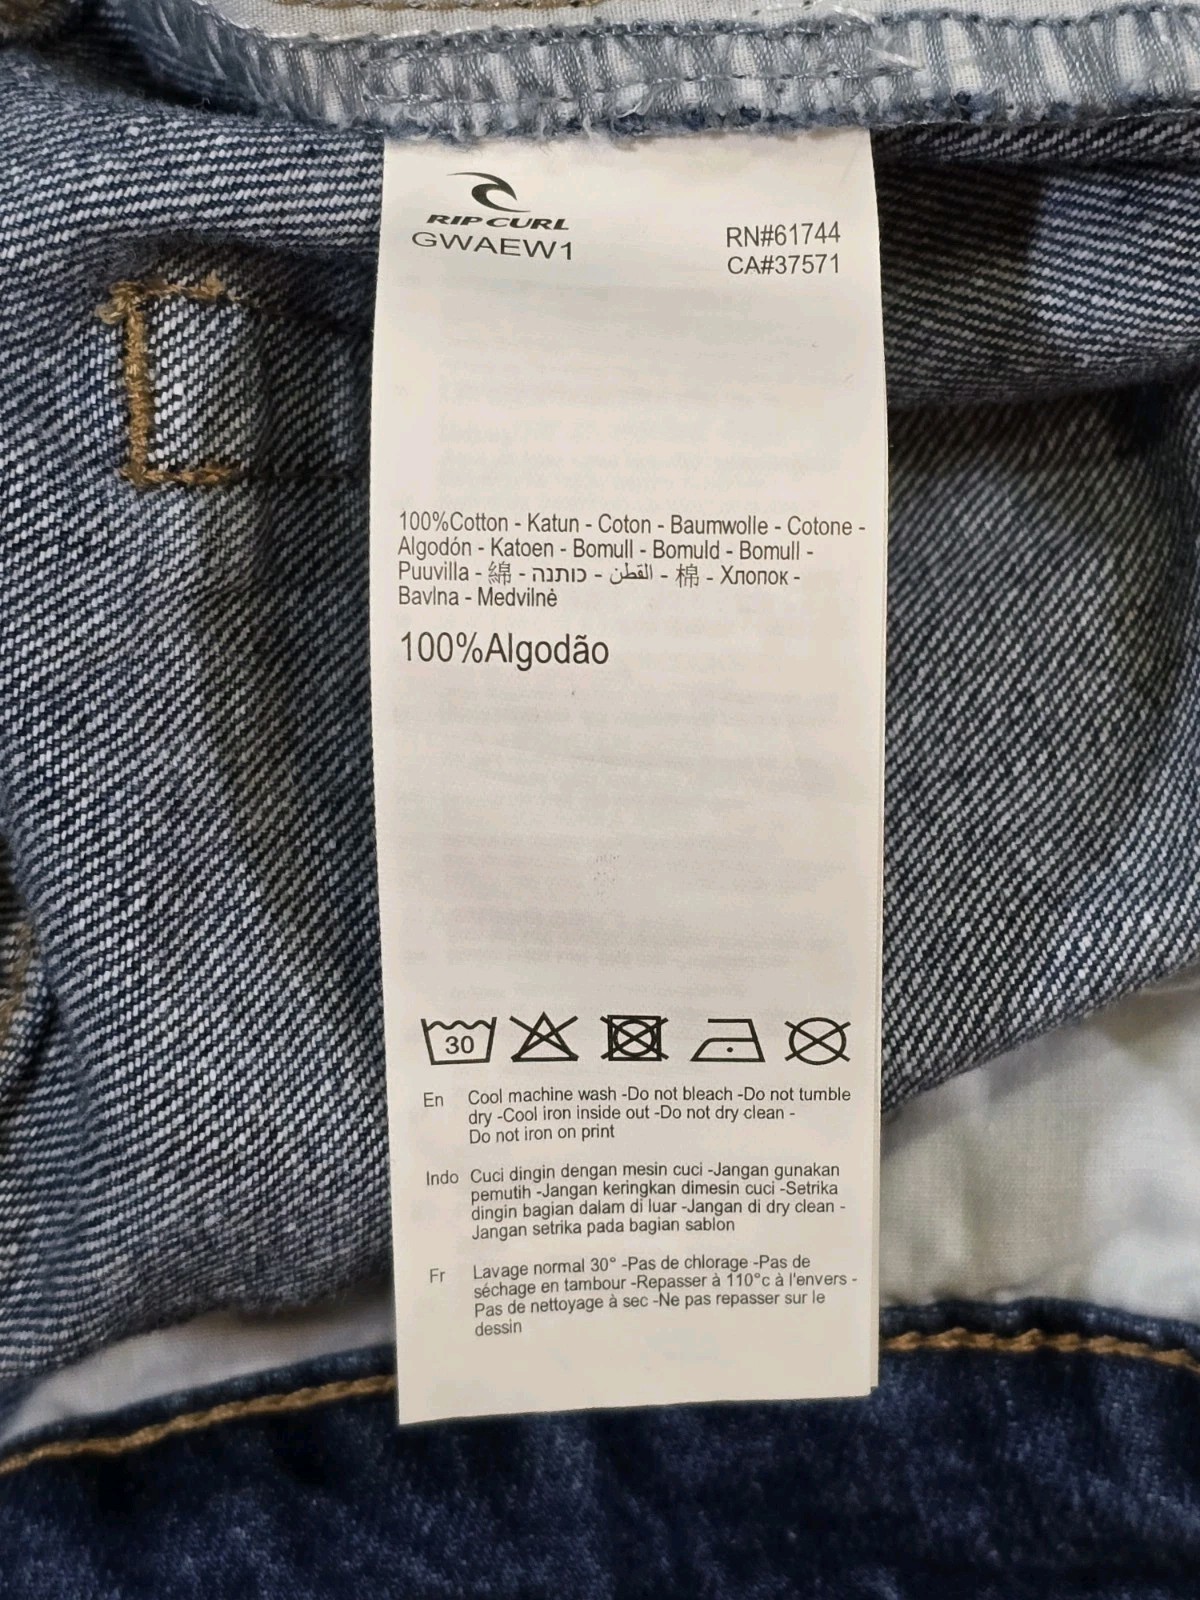 RIP CURL
GWAEW1
RN#61744
CA#37571
100%Cotton - Katun - Coton - Baumwolle - Cotone -
Algodón - Katoen - Bomull - Bomuld - Bomull -
Puuvilla - 綿 - כותנה - القطن - 棉 - Хлопок -
Bavlna - Medvilnė
100%Algodão
30
En Cool machine wash -Do not bleach -Do not tumble
dry -Cool iron inside out -Do not dry clean -
Do not iron on print
Indo Cuci dingin dengan mesin cuci -Jangan gunakan
pemutih -Jangan keringkan dimesin cuci -Setrika
dingin bagian dalam di luar -Jangan di dry clean -
Jangan setrika pada bagian sablon
Fr Lavage normal 30° -Pas de chlorage -Pas de
séchage en tambour -Repasser à 110°c à l'envers -
Pas de nettoyage à sec -Ne pas repasser sur le
dessin